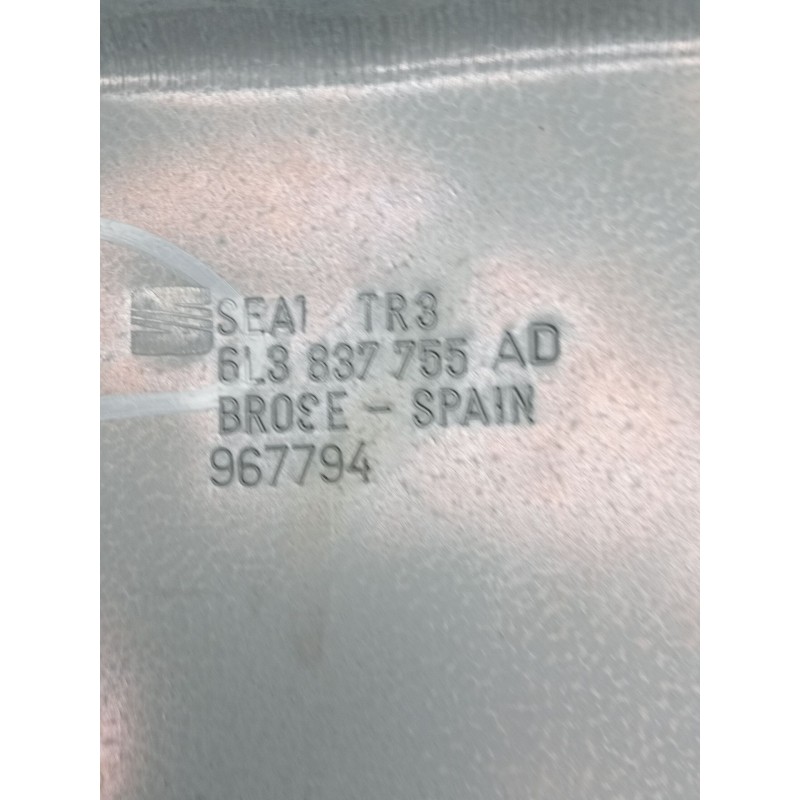 SEAT TR3
6L3 837 755 AD
BROSE - SPAIN
967794